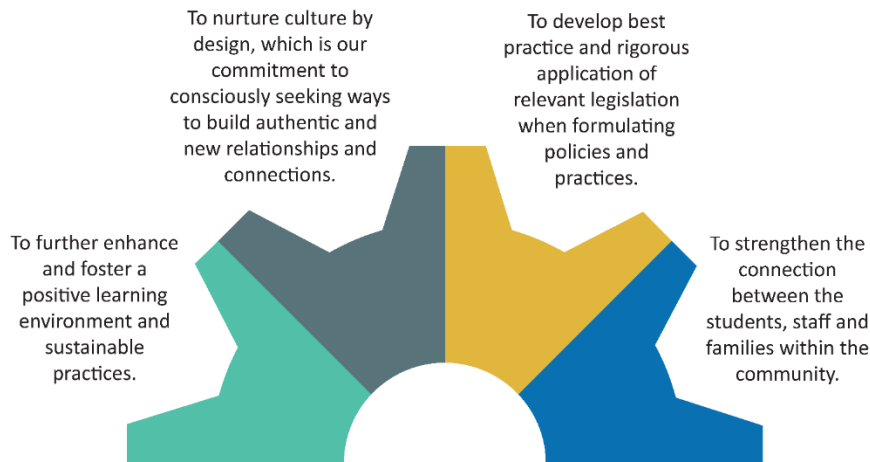 To nurture culture by
design, which is our
commitment to
consciously seeking ways
to build authentic and
new relationships and
connections.
To develop best
practice and rigorous
application of
relevant legislation
when formulating
policies and
practices.
To further enhance
and foster a
positive learning
environment and
sustainable
practices.
To strengthen the
connection
between the
students, staff and
families within the
community.